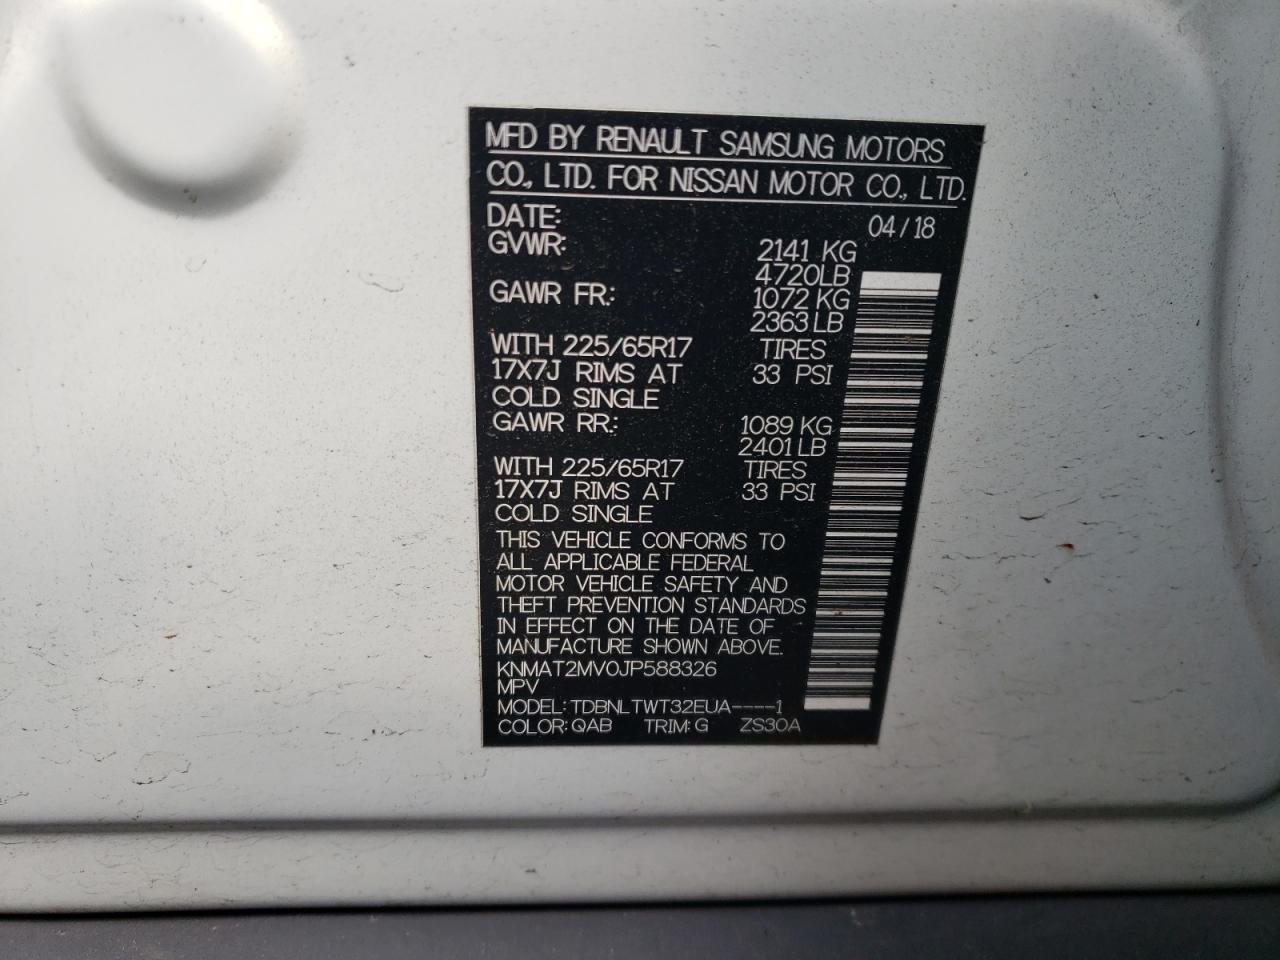 MFD BY RENAULT SAMSUNG MOTORS
CO., LTD. FOR NISSAN MOTOR CO., LTD.
DATE: 04/18
GVWR: 2141 KG
4720LB
GAWR FR: 1072 KG
2363 LB
WITH 225/65R17 TIRES
17X7J RIMS AT 33 PSI
COLD SINGLE
GAWR RR: 1089 KG
2401 LB
WITH 225/65R17 TIRES
17X7J RIMS AT 33 PSI
COLD SINGLE
THIS VEHICLE CONFORMS TO
ALL APPLICABLE FEDERAL
MOTOR VEHICLE SAFETY AND
THEFT PREVENTION STANDARDS
IN EFFECT ON THE DATE OF
MANUFACTURE SHOWN ABOVE.
KNMAT2MV0JP588326
MPV
MODEL: TDBNLTWT32EUA----1
COLOR: QAB TRIM: G ZS30A